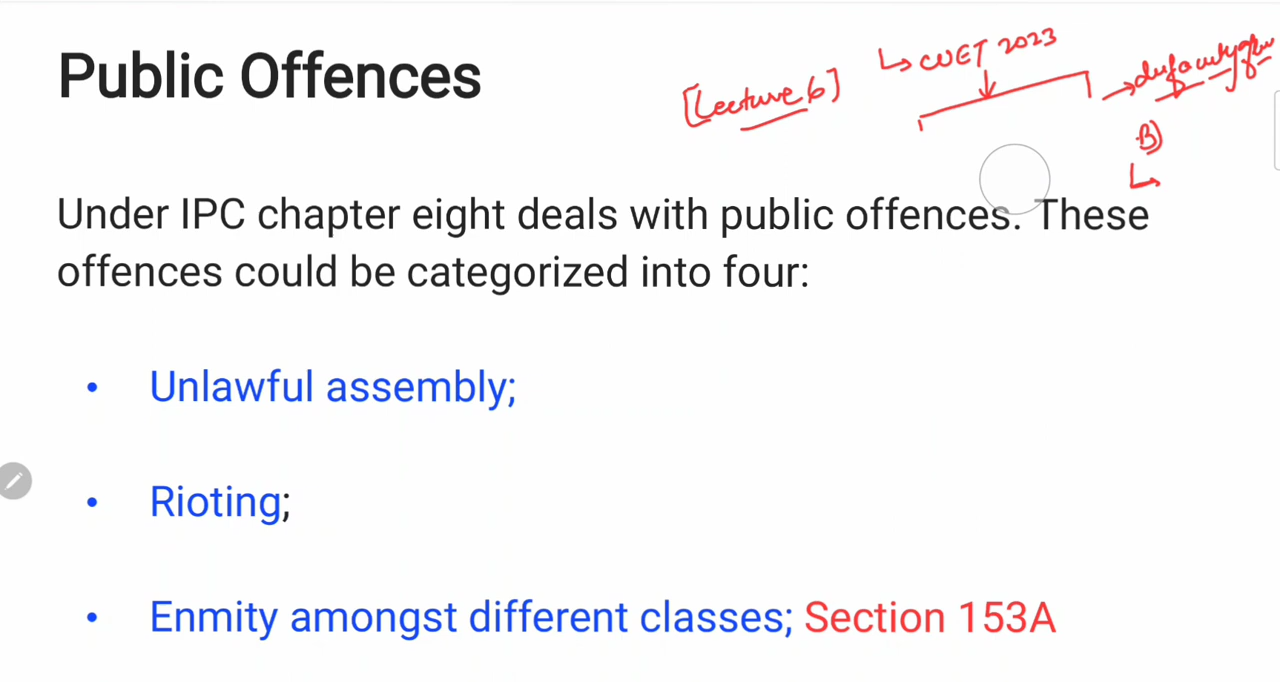 Public Offences
[Lecture 6]
↳ CUET 2023
B)
Under IPC chapter eight deals with public offences. These
offences could be categorized into four:
• Unlawful assembly;
• Rioting;
• Enmity amongst different classes; Section 153A